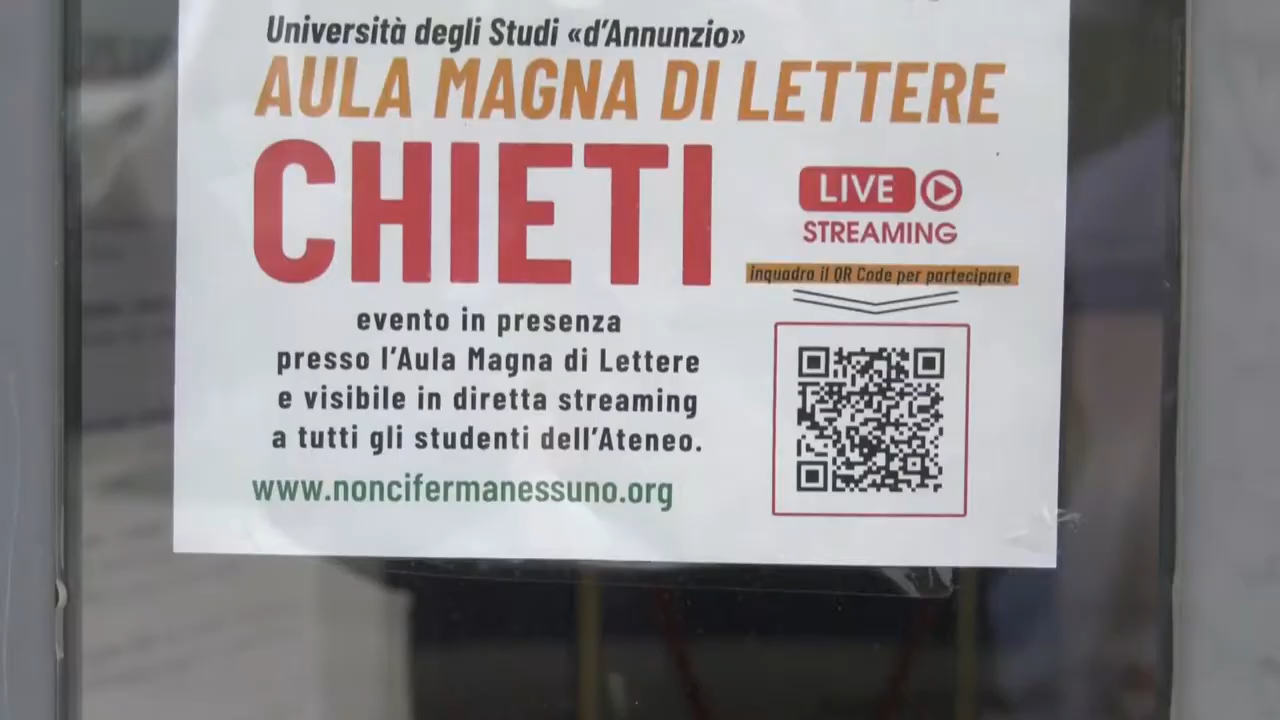 Università degli Studi «d'Annunzio»
AULA MAGNA DI LETTERE
CHIETI
LIVE
STREAMING
inquadra il QR Code per partecipare
evento in presenza
presso l'Aula Magna di Lettere
e visibile in diretta streaming
a tutti gli studenti dell'Ateneo.
www.noncifermanessuno.org